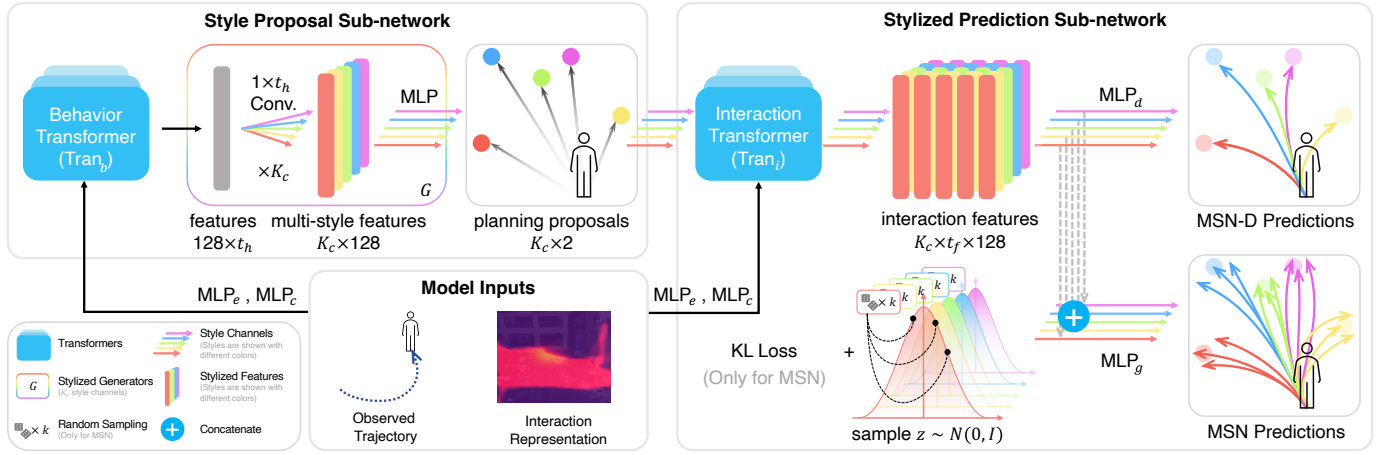 Style Proposal Sub-network
Behavior
Transformer
(Tran_b)
1×t_h
Conv.
×K_c
MLP
G
features
128×t_h
multi-style features
K_c×128
planning proposals
K_c×2
Stylized Prediction Sub-network
Interaction
Transformer
(Tran_i)
MLP_d
interaction features
K_c×t_f×128
MSN-D Predictions
MLP_e , MLP_c
MLP_e , MLP_c
Model Inputs
Observed
Trajectory
Interaction
Representation
KL Loss
(Only for MSN)
+
× k
k
k
k
k
sample z ~ N(0, I)
+
MLP_g
MSN Predictions
Transformers
Style Channels
(Styles are shown with
different colors)
G
Stylized Generators
(K_c style channels)
Stylized Features
(Styles are shown with
different colors)
× k
Random Sampling
(Only for MSN)
+
Concatenate